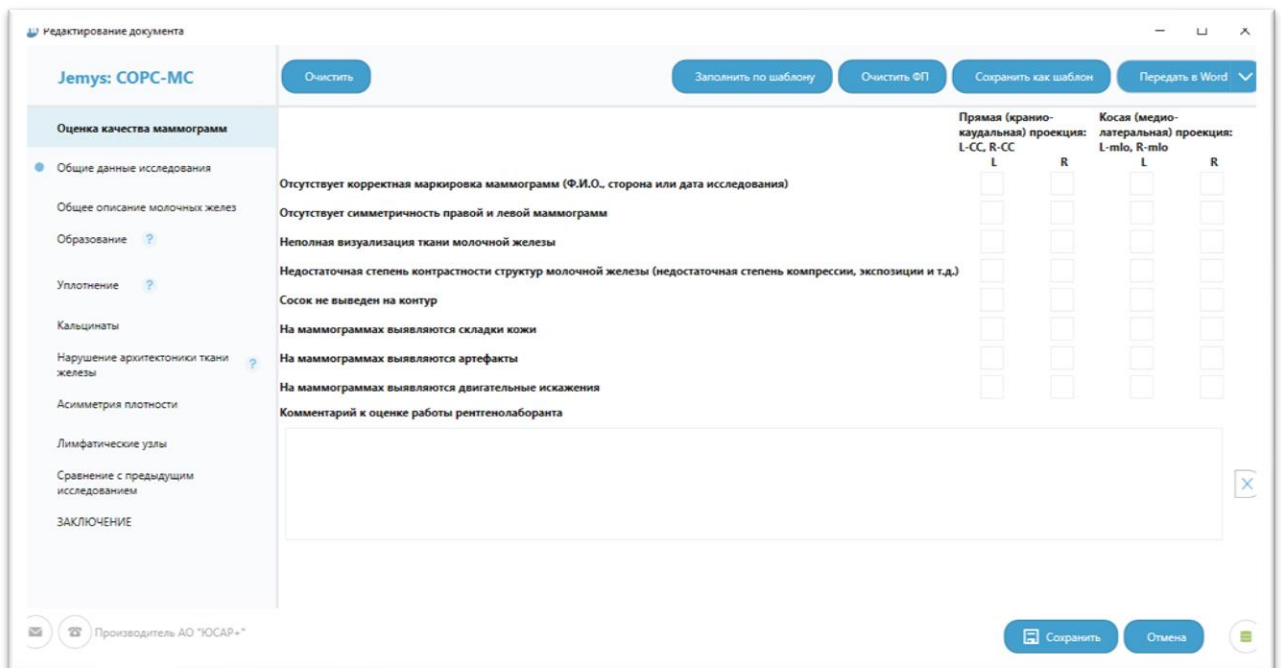 Редактирование документа
Jemys: СОРС-МС
Очистить
Заполнить по шаблону
Очистить ФП
Сохранить как шаблон
Передать в Word
Оценка качества маммограмм
Общие данные исследования
Общее описание молочных желез
Образование ?
Уплотнение ?
Кальцинаты
Нарушение архитектоники ткани
железы ?
Асимметрия плотности
Лимфатические узлы
Сравнение с предыдущим
исследованием
ЗАКЛЮЧЕНИЕ
Прямая (кранио-
каудальная) проекция:
L-CC, R-CC
L R
Косая (медио-
латеральная) проекция:
L-mlo, R-mlo
L R
Отсутствует корректная маркировка маммограмм (Ф.И.О., сторона или дата исследования)
Отсутствует симметричность правой и левой маммограмм
Неполная визуализация ткани молочной железы
Недостаточная степень контрастности структур молочной железы (недостаточная степень компрессии, экспозиции и т.д.)
Сосок не выведен на контур
На маммограммах выявляются складки кожи
На маммограммах выявляются артефакты
На маммограммах выявляются двигательные искажения
Комментарий к оценке работы рентгенолаборанта
Производитель АО "ЮСАР+"
Сохранить
Отмена